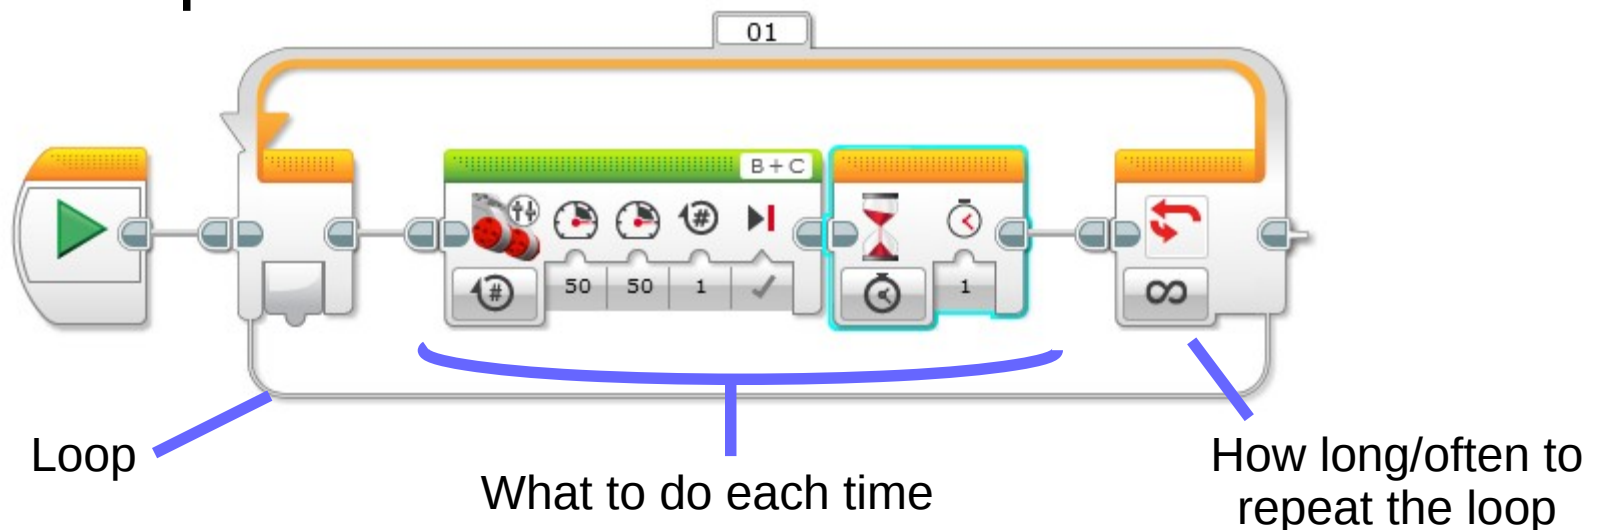 01
B + C
#
50 50 1
#
1
∞
Loop
What to do each time
How long/often to
repeat the loop